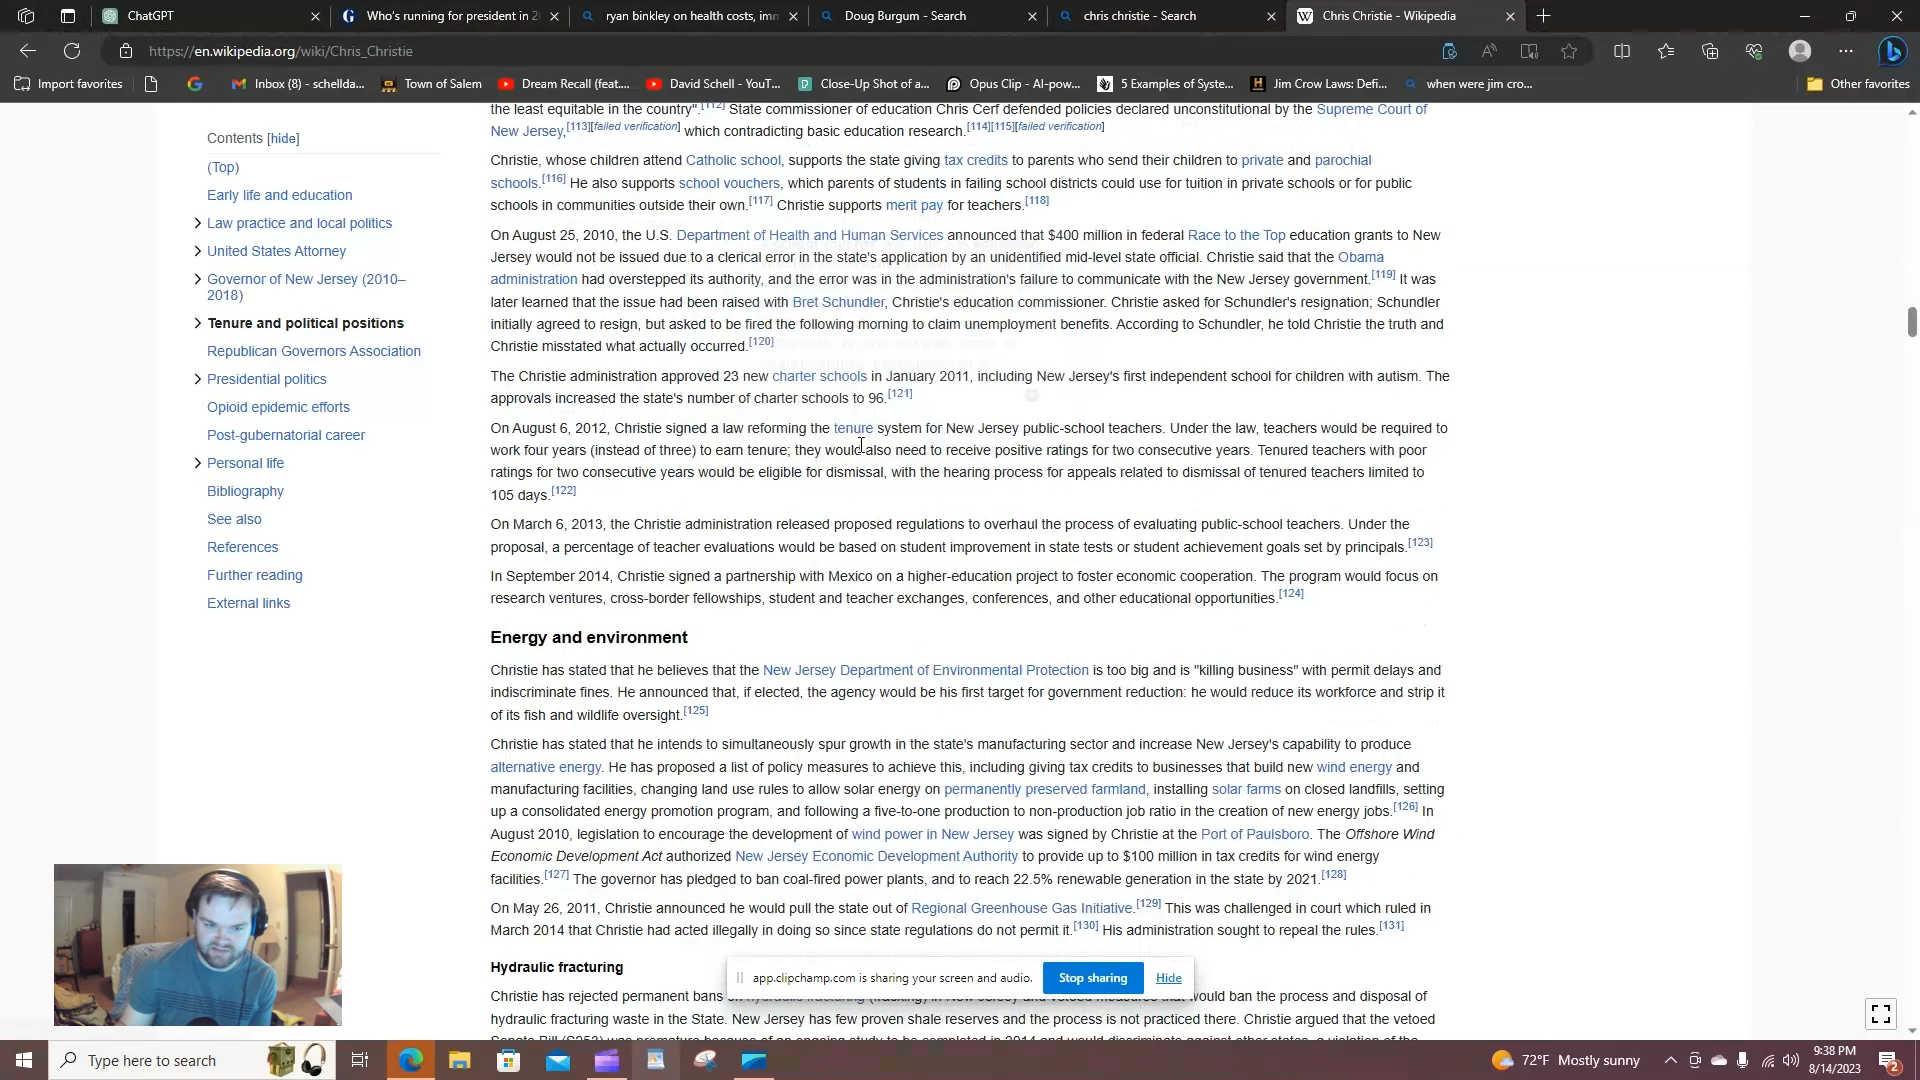 ChatGPT
Who's running for president in 2
ryan binkley on health costs, imm
Doug Burgum - Search
chris christie - Search
Chris Christie - Wikipedia
https://en.wikipedia.org/wiki/Chris_Christie
Import favorites
Inbox (8) - schellda...
Town of Salem
Dream Recall (feat....
David Schell - YouT...
Close-Up Shot of a...
Opus Clip - AI-pow...
5 Examples of Syste...
Jim Crow Laws: Defi...
when were jim cro...
Other favorites
Contents [hide]
(Top)
Early life and education
Law practice and local politics
United States Attorney
Governor of New Jersey (2010–
2018)
Tenure and political positions
Republican Governors Association
Presidential politics
Opioid epidemic efforts
Post-gubernatorial career
Personal life
Bibliography
See also
References
Further reading
External links
the least equitable in the country".[112] State commissioner of education Chris Cerf defended policies declared unconstitutional by the Supreme Court of
New Jersey,[113][failed verification] which contradicting basic education research.[114][115][failed verification]
Christie, whose children attend Catholic school, supports the state giving tax credits to parents who send their children to private and parochial
schools.[116] He also supports school vouchers, which parents of students in failing school districts could use for tuition in private schools or for public
schools in communities outside their own.[117] Christie supports merit pay for teachers.[118]
On August 25, 2010, the U.S. Department of Health and Human Services announced that $400 million in federal Race to the Top education grants to New
Jersey would not be issued due to a clerical error in the state's application by an unidentified mid-level state official. Christie said that the Obama
administration had overstepped its authority, and the error was in the administration's failure to communicate with the New Jersey government.[119] It was
later learned that the issue had been raised with Bret Schundler, Christie's education commissioner. Christie asked for Schundler's resignation; Schundler
initially agreed to resign, but asked to be fired the following morning to claim unemployment benefits. According to Schundler, he told Christie the truth and
Christie misstated what actually occurred.[120]
The Christie administration approved 23 new charter schools in January 2011, including New Jersey's first independent school for children with autism. The
approvals increased the state's number of charter schools to 96.[121]
On August 6, 2012, Christie signed a law reforming the tenure system for New Jersey public-school teachers. Under the law, teachers would be required to
work four years (instead of three) to earn tenure; they would also need to receive positive ratings for two consecutive years. Tenured teachers with poor
ratings for two consecutive years would be eligible for dismissal, with the hearing process for appeals related to dismissal of tenured teachers limited to
105 days.[122]
On March 6, 2013, the Christie administration released proposed regulations to overhaul the process of evaluating public-school teachers. Under the
proposal, a percentage of teacher evaluations would be based on student improvement in state tests or student achievement goals set by principals.[123]
In September 2014, Christie signed a partnership with Mexico on a higher-education project to foster economic cooperation. The program would focus on
research ventures, cross-border fellowships, student and teacher exchanges, conferences, and other educational opportunities.[124]
Energy and environment
Christie has stated that he believes that the New Jersey Department of Environmental Protection is too big and is "killing business" with permit delays and
indiscriminate fines. He announced that, if elected, the agency would be his first target for government reduction: he would reduce its workforce and strip it
of its fish and wildlife oversight.[125]
Christie has stated that he intends to simultaneously spur growth in the state's manufacturing sector and increase New Jersey's capability to produce
alternative energy. He has proposed a list of policy measures to achieve this, including giving tax credits to businesses that build new wind energy and
manufacturing facilities, changing land use rules to allow solar energy on permanently preserved farmland, installing solar farms on closed landfills, setting
up a consolidated energy promotion program, and following a five-to-one production to non-production job ratio in the creation of new energy jobs.[126] In
August 2010, legislation to encourage the development of wind power in New Jersey was signed by Christie at the Port of Paulsboro. The Offshore Wind
Economic Development Act authorized New Jersey Economic Development Authority to provide up to $100 million in tax credits for wind energy
facilities.[127] The governor has pledged to ban coal-fired power plants, and to reach 22.5% renewable generation in the state by 2021.[128]
On May 26, 2011, Christie announced he would pull the state out of Regional Greenhouse Gas Initiative.[129] This was challenged in court which ruled in
March 2014 that Christie had acted illegally in doing so since state regulations do not permit it.[130] His administration sought to repeal the rules.[131]
Hydraulic fracturing
app.clipchamp.com is sharing your screen and audio.
Stop sharing
Hide
Christie has rejected permanent bans on hydraulic fracturing (fracking) in New Jersey and vetoed measures that would ban the process and disposal of
hydraulic fracturing waste in the State. New Jersey has few proven shale reserves and the process is not practiced there. Christie argued that the vetoed
Type here to search
72°F Mostly sunny
9:38 PM
8/14/2023
2